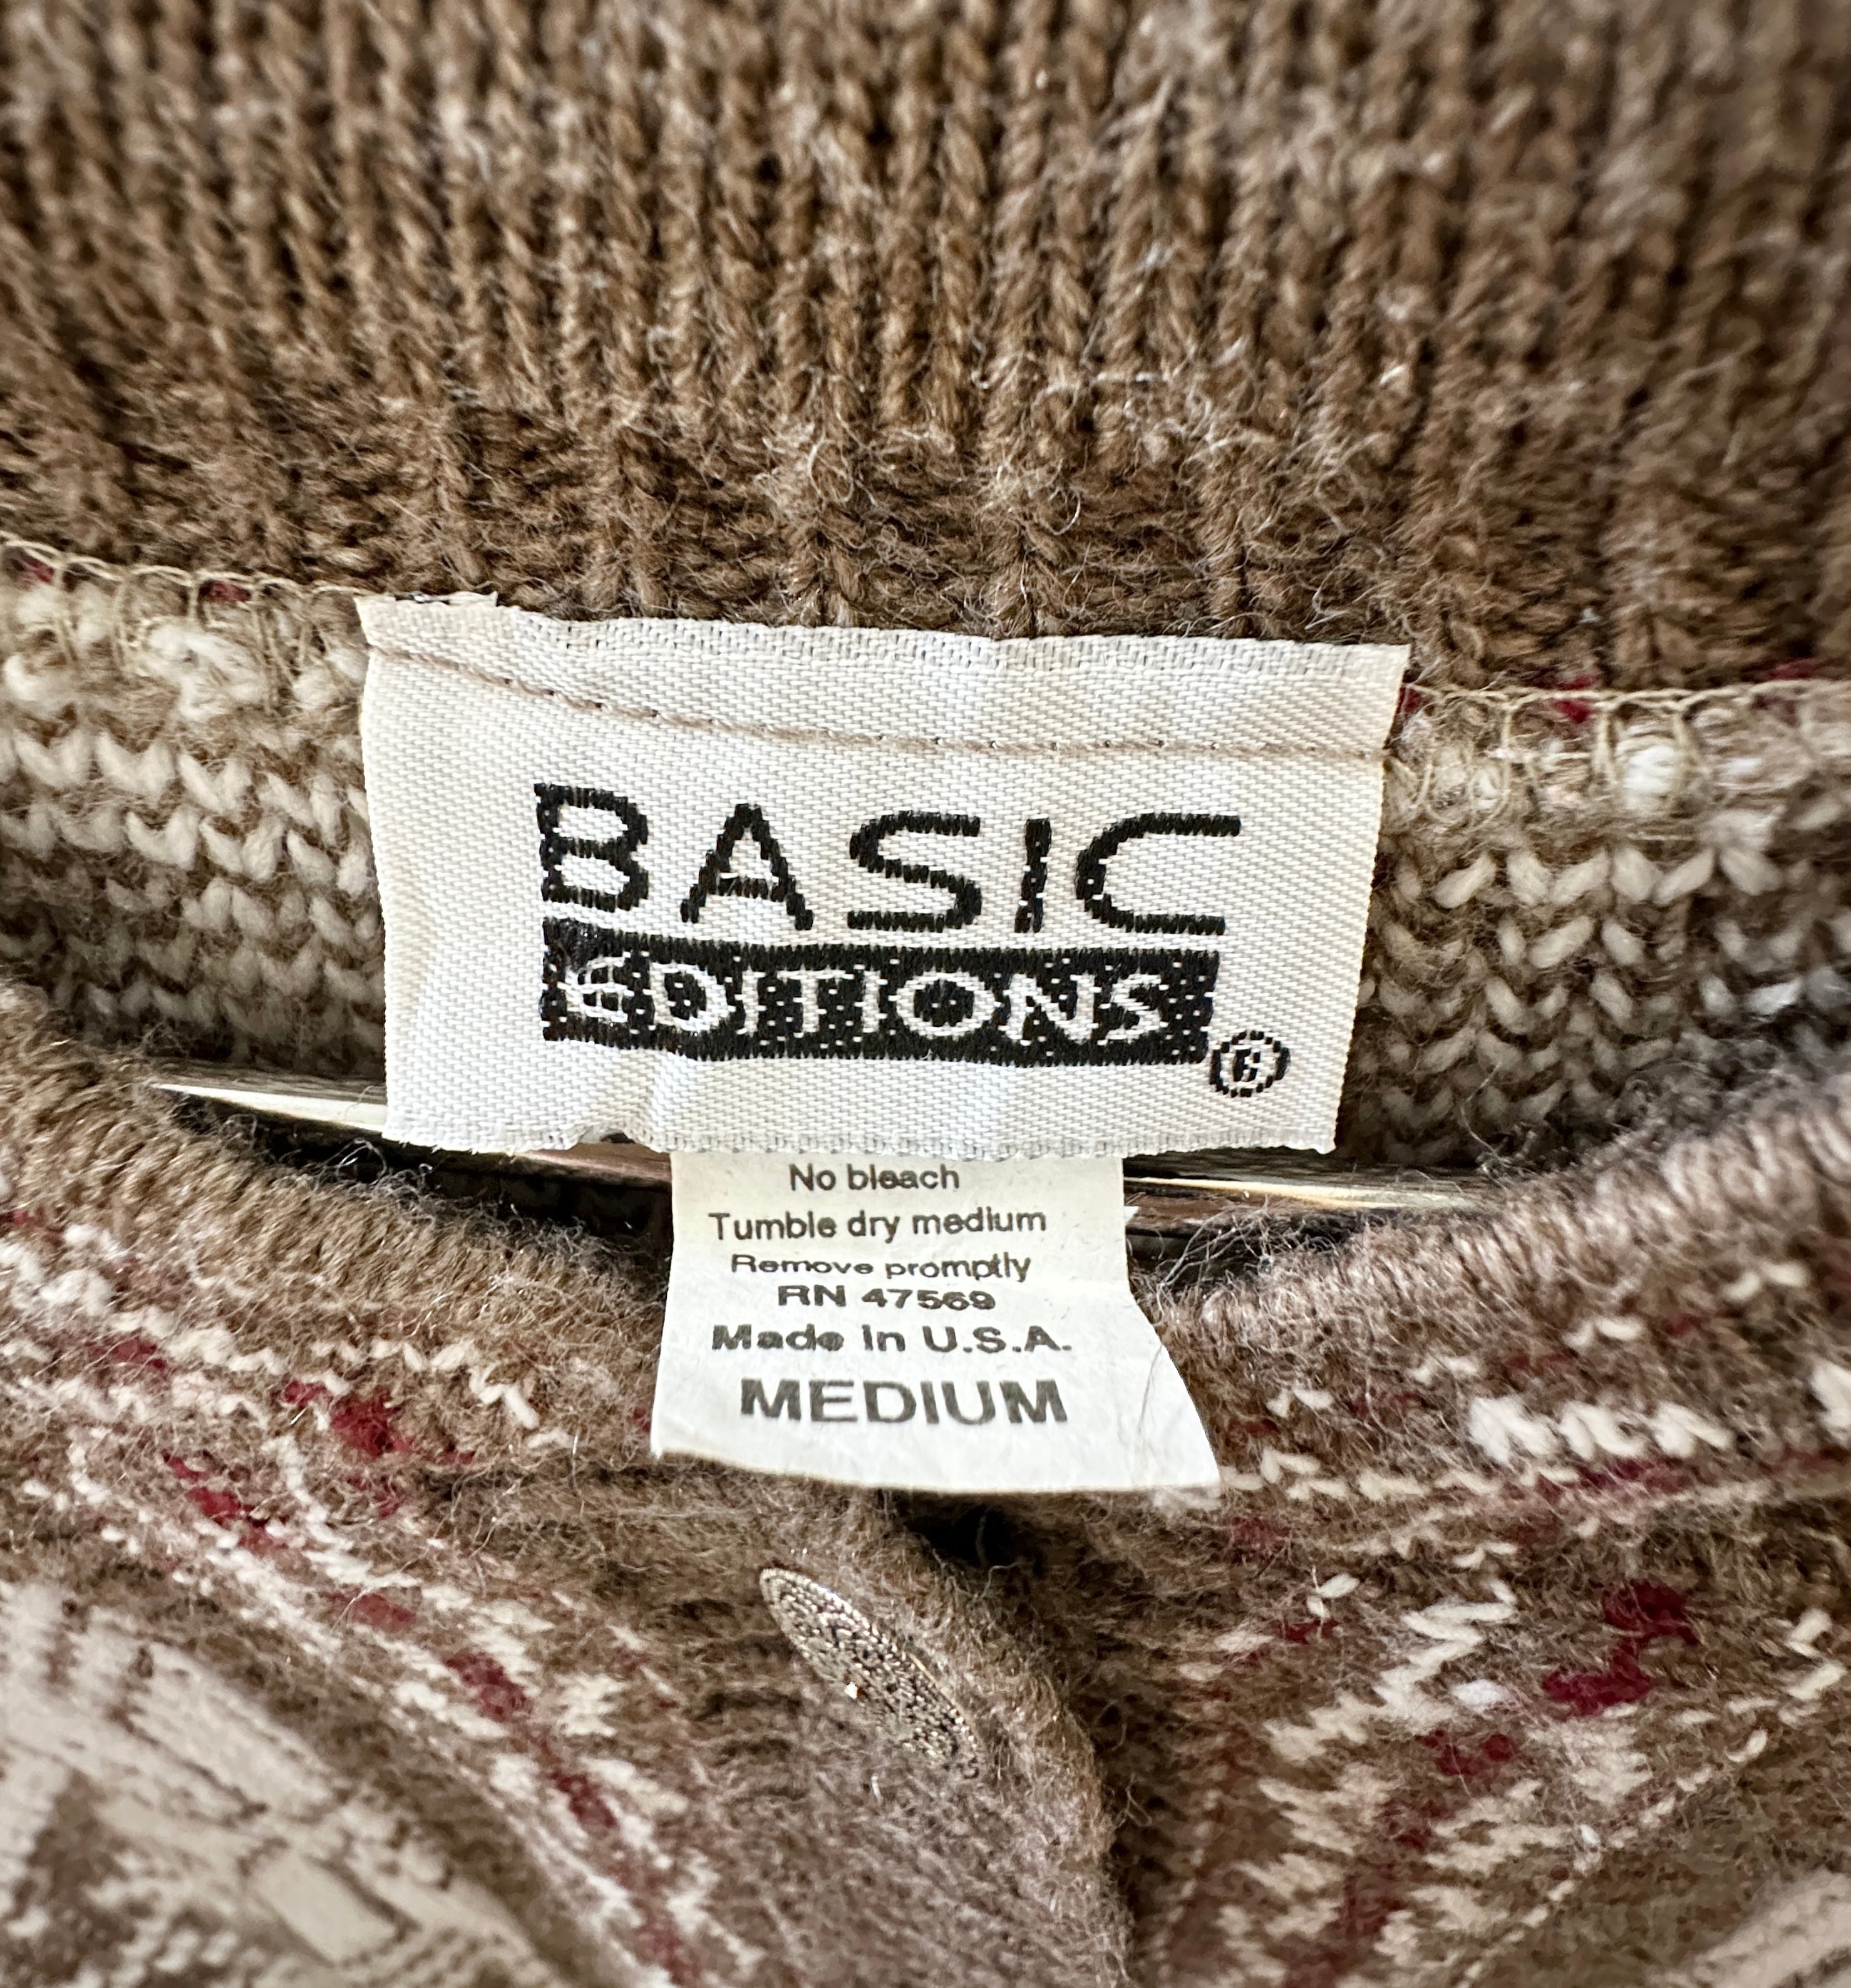 BASIC
EDITIONS
®
No bleach
Tumble dry medium
Remove promptly
RN 47569
Made in U.S.A.
MEDIUM